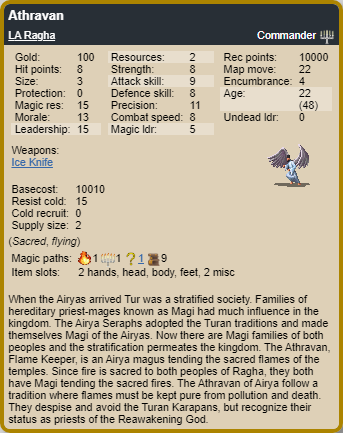 Athravan
LA Ragha Commander
Gold: 100 Resources: 2 Rec points: 10000
Hit points: 8 Strength: 8 Map move: 22
Size: 3 Attack skill: 9 Encumbrance: 4
Protection: 0 Defence skill: 8 Age: 22
Magic res: 15 Precision: 11 (48)
Morale: 13 Combat speed: 8 Undead ldr: 0
Leadership: 15 Magic ldr: 5
Weapons:
Ice Knife
Basecost: 10010
Resist cold: 15
Cold recruit: 0
Supply size: 2
(Sacred, flying)
Magic paths: 1 1 ? 1 9
Item slots: 2 hands, head, body, feet, 2 misc
When the Airyas arrived Tur was a stratified society. Families of
hereditary priest-mages known as Magi had much influence in the
kingdom. The Airya Seraphs adopted the Turan traditions and made
themselves Magi of the Airyas. Now there are Magi families of both
peoples and the stratification permeates the kingdom. The Athravan,
Flame Keeper, is an Airya magus tending the sacred flames of the
temples. Since fire is sacred to both peoples of Ragha, they both
have Magi tending the sacred fires. The Athravan of Airya follow a
tradition where flames must be kept pure from pollution and death.
They despise and avoid the Turan Karapans, but recognize their
status as priests of the Reawakening God.